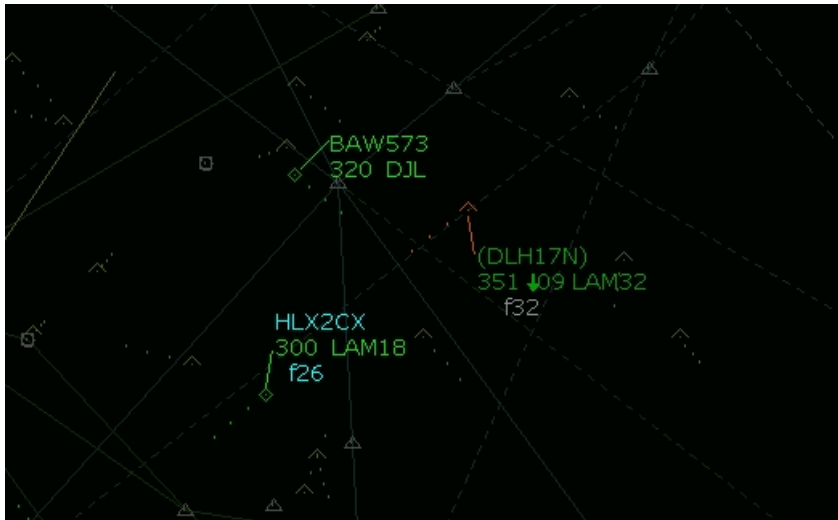 BAW573
320 DJL
(DLH17N)
351 ↓09 LAM32
f32
HLX2CX
300 LAM18
f26